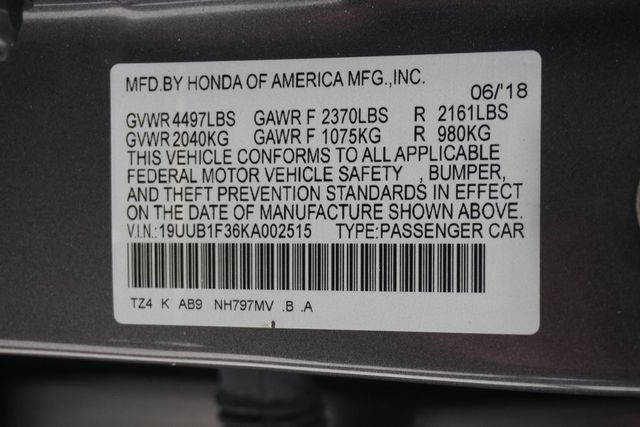 MFD.BY HONDA OF AMERICA MFG.,INC.
06/'18
GVWR 4497LBS GAWR F 2370LBS R 2161LBS
GVWR 2040KG GAWR F 1075KG R 980KG
THIS VEHICLE CONFORMS TO ALL APPLICABLE
FEDERAL MOTOR VEHICLE SAFETY , BUMPER,
AND THEFT PREVENTION STANDARDS IN EFFECT
ON THE DATE OF MANUFACTURE SHOWN ABOVE.
V.I.N.:19UUB1F36KA002515 TYPE:PASSENGER CAR
TZ4 K AB9 NH797MV .B .A